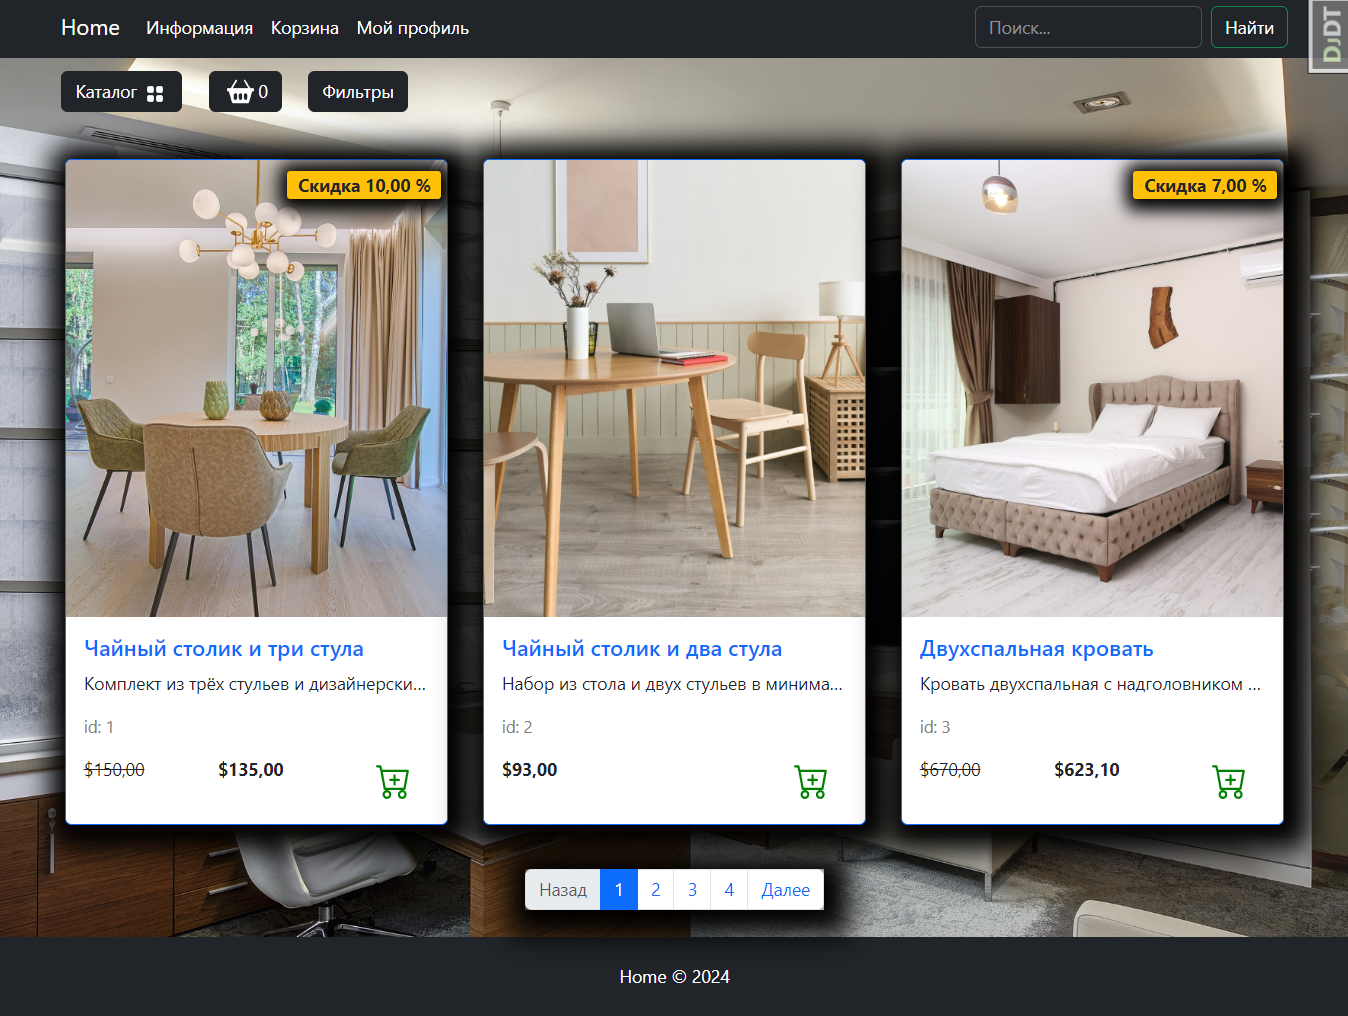 Home Информация Корзина Мой профиль Поиск... Найти
DjDT
Каталог 0 Фильтры
Скидка 10,00 %
Скидка 7,00 %
Чайный столик и три стула
Комплект из трёх стульев и дизайнерски...
id: 1
$150,00 $135,00
Чайный столик и два стула
Набор из стола и двух стульев в минима...
id: 2
$93,00
Двухспальная кровать
Кровать двухспальная с надголовником ...
id: 3
$670,00 $623,10
Назад 1 2 3 4 Далее
Home © 2024